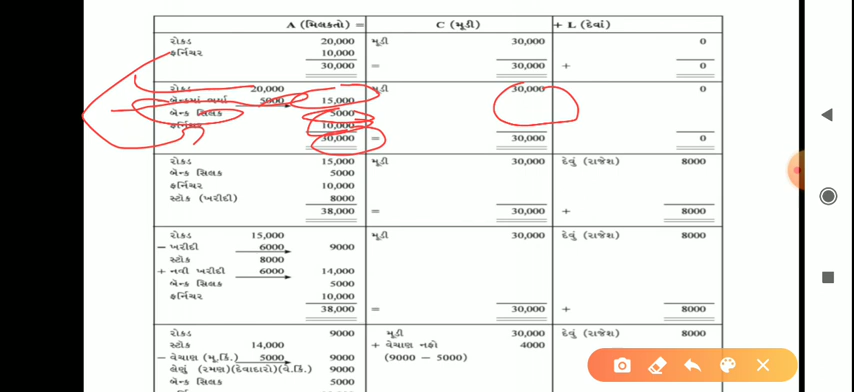 A (મિલકતો) = C (મૂડી) + L (દેવાં)
રોકડ 20,000 મૂડી 30,000 0
ફર્નિચર 10,000
30,000 = 30,000 + 0
રોકડ 20,000 મૂડી 30,000 0
– બૅન્કમાં ભર્યા 5000 15,000
બૅન્ક સિલક 5000
ફર્નિચર 10,000
30,000 = 30,000 0
રોકડ 15,000 મૂડી 30,000 દેવું (રાજેશ) 8000
બૅન્ક સિલક 5000
ફર્નિચર 10,000
સ્ટૉક (ખરીદી) 8000
38,000 = 30,000 + 8000
રોકડ 15,000 મૂડી 30,000 દેવું (રાજેશ) 8000
– ખરીદી 6000 9000
સ્ટૉક 8000
+ નવી ખરીદી 6000 14,000
બૅન્ક સિલક 5000
ફર્નિચર 10,000
38,000 = 30,000 + 8000
રોકડ 9000 મૂડી 30,000 દેવું (રાજેશ) 8000
સ્ટૉક 14,000 + વેચાણ નફો 4000
– વેચાણ (મૂ.કિં.) 5000 9000 (9000 – 5000)
લેણું (રમણ)(દેવાદારો)(વે.કિં.) 9000
બૅન્ક સિલક 5000